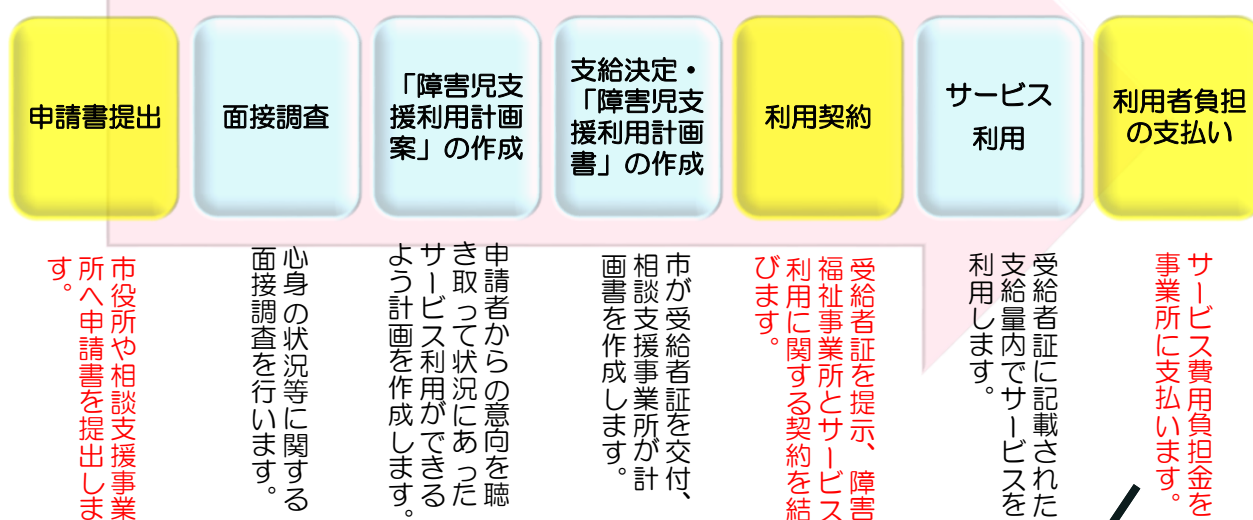 申請書提出
面接調査
「障害児支
援利用計画
案」の作成
支給決定・
「障害児支
援利用計画
書」の作成
利用契約
サービス
利用
利用者負担
の支払い
市役所や相談支援事業
所へ申請書を提出しま
す。
心身の状況等に関する
面接調査を行います。
申請者からの意向を聴
き取って状況にあった
サービス利用ができる
よう計画を作成します。
市が受給者証を交付、
相談支援事業所が計
画書を作成します。
受給者証を提示、障害
福祉事業所とサービス
利用に関する契約を結
びます。
受給者証に記載された
支給量内でサービスを
利用します。
サービス費用負担金を
事業所に支払います。